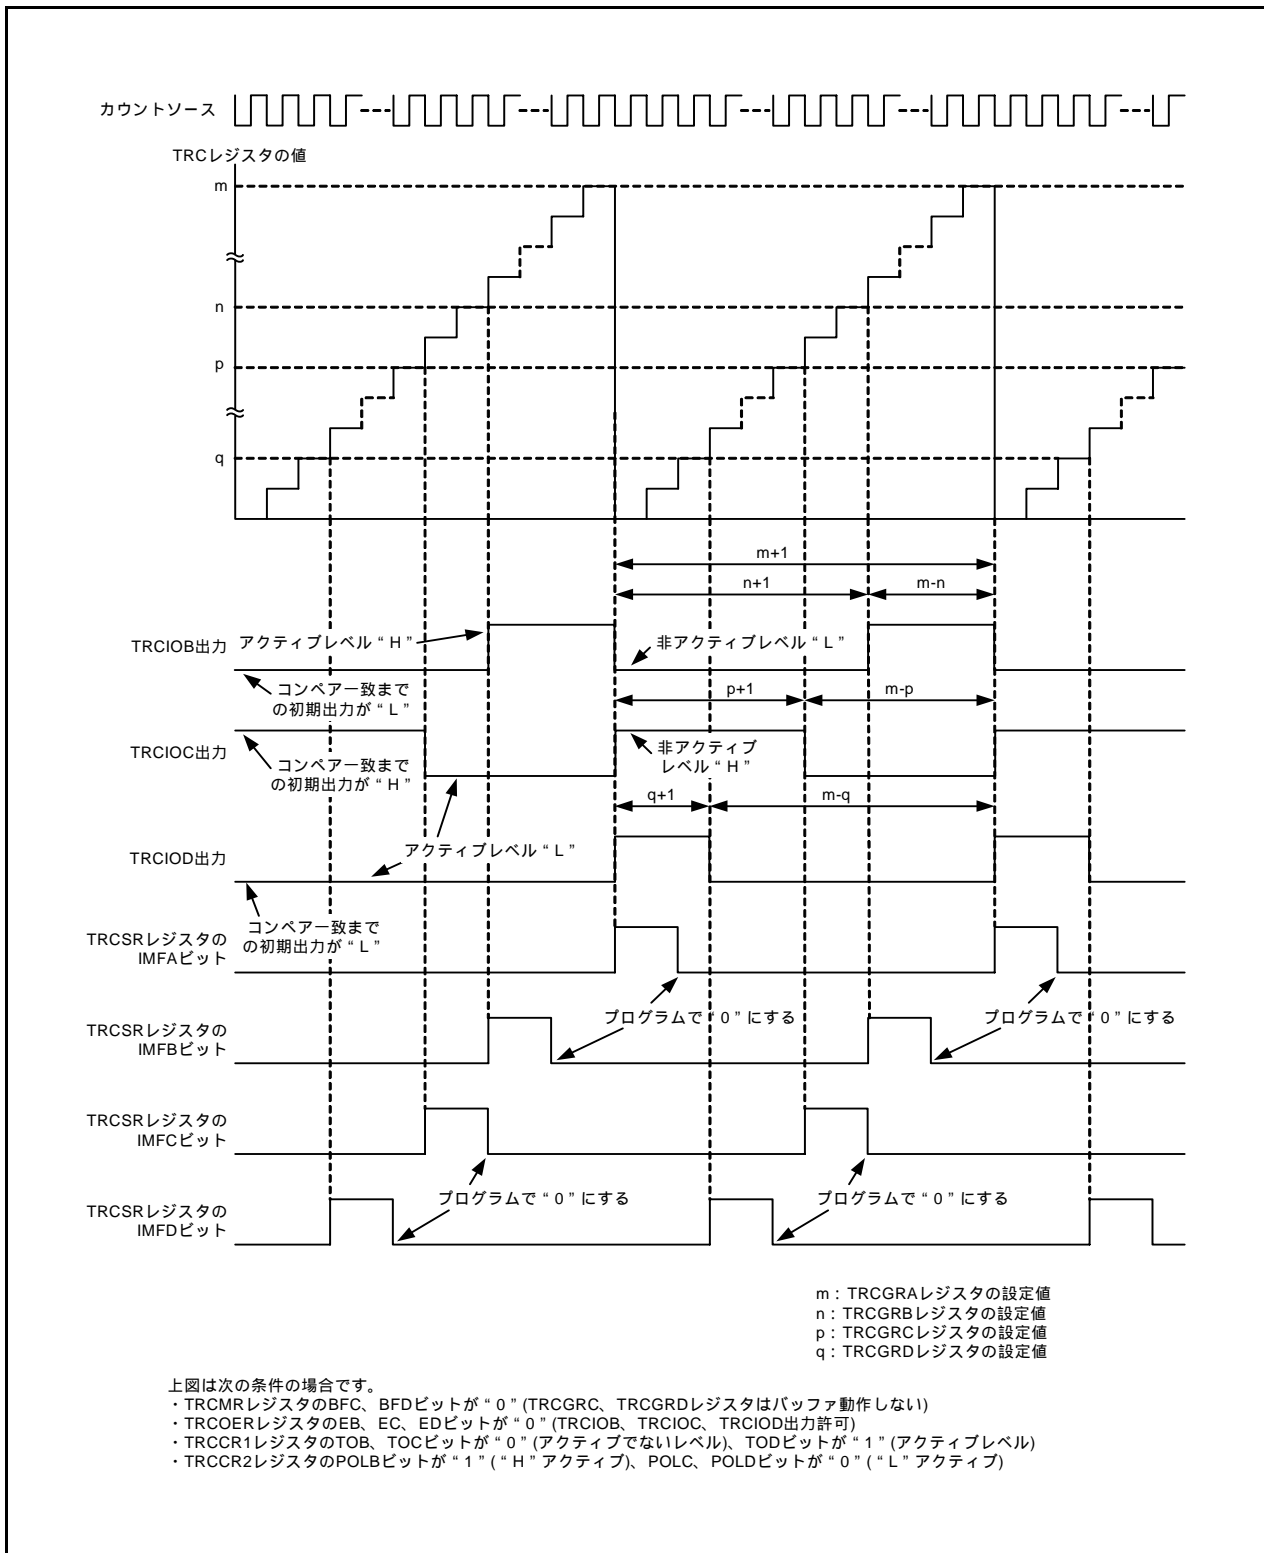 カウントソース
TRCレジスタの値
m
n
p
q
m+1
n+1
m-n
TRCIOB出力
アクティブレベル“H”
非アクティブレベル“L”
コンペア一致まで
の初期出力が“L”
p+1
m-p
TRCIOC出力
コンペア一致まで
の初期出力が“H”
非アクティブ
レベル“H”
q+1
m-q
TRCIOD出力
アクティブレベル“L”
コンペア一致まで
の初期出力が“L”
TRCSRレジスタの
IMFAビット
プログラムで“0”にする
プログラムで“0”にする
TRCSRレジスタの
IMFBビット
TRCSRレジスタの
IMFCビット
プログラムで“0”にする
プログラムで“0”にする
TRCSRレジスタの
IMFDビット
m：TRCGRAレジスタの設定値
n：TRCGRBレジスタの設定値
p：TRCGRCレジスタの設定値
q：TRCGRDレジスタの設定値
上図は次の条件の場合です。
・TRCMRレジスタのBFC、BFDビットが“0”(TRCGRC、TRCGRDレジスタはバッファ動作しない)
・TRCOERレジスタのEB、EC、EDビットが“0”(TRCIOB、TRCIOC、TRCIOD出力許可)
・TRCCR1レジスタのTOB、TOCビットが“0”(アクティブでないレベル)、TODビットが“1”(アクティブレベル)
・TRCCR2レジスタのPOLBビットが“1”(“H”アクティブ)、POLC、POLDビットが“0”(“L”アクティブ)